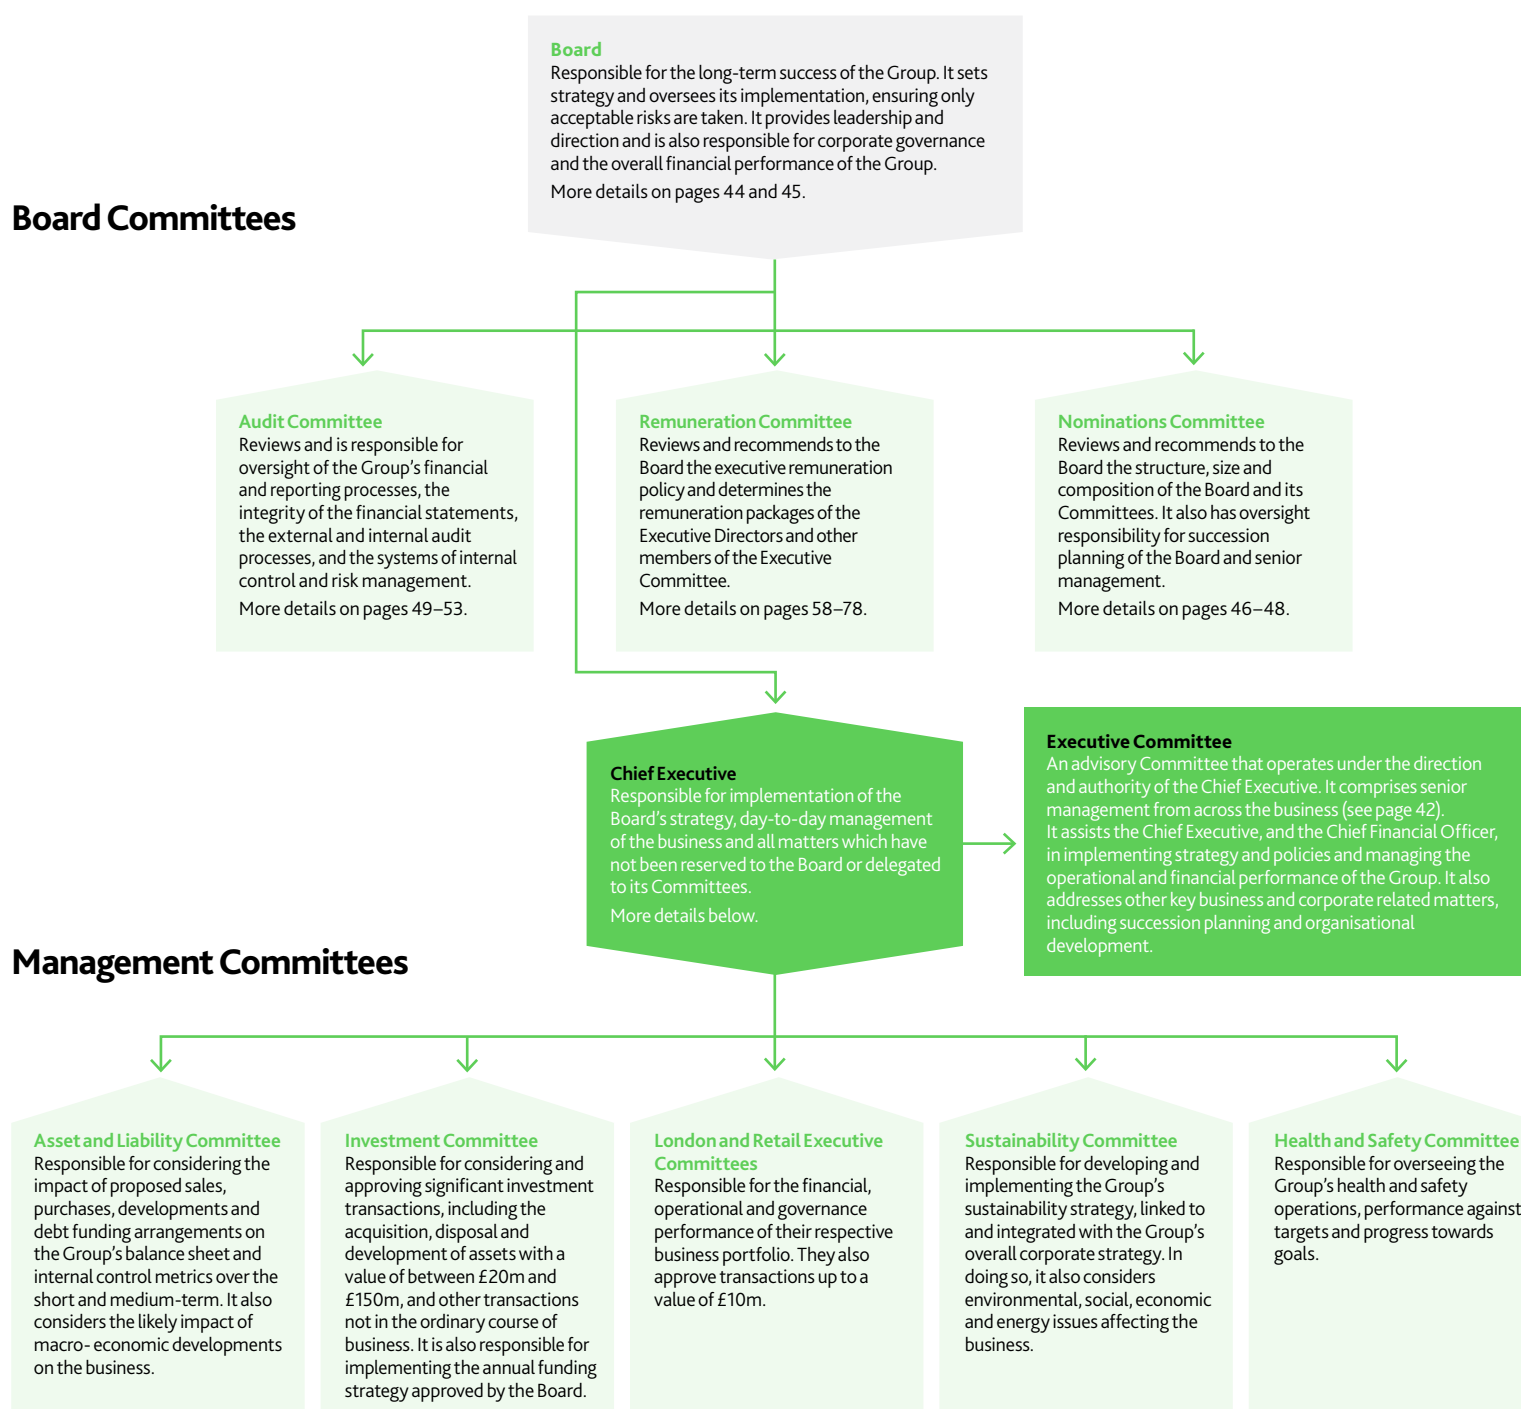 Board
Responsible for the long-term success of the Group. It sets
strategy and oversees its implementation, ensuring only
acceptable risks are taken. It provides leadership and
direction and is also responsible for corporate governance
and the overall financial performance of the Group.
More details on pages 44 and 45.
Board Committees
Audit Committee
Reviews and is responsible for
oversight of the Group's financial
and reporting processes, the
integrity of the financial statements,
the external and internal audit
processes, and the systems of internal
control and risk management.
More details on pages 49–53.
Remuneration Committee
Reviews and recommends to the
Board the executive remuneration
policy and determines the
remuneration packages of the
Executive Directors and other
members of the Executive
Committee.
More details on pages 58–78.
Nominations Committee
Reviews and recommends to the
Board the structure, size and
composition of the Board and its
Committees. It also has oversight
responsibility for succession
planning of the Board and senior
management.
More details on pages 46–48.
Chief Executive
Responsible for implementation of the
Board's strategy, day-to-day management
of the business and all matters which have
not been reserved to the Board or delegated
to its Committees.
More details below.
Executive Committee
An advisory Committee that operates under the direction
and authority of the Chief Executive. It comprises senior
management from across the business (see page 42).
It assists the Chief Executive, and the Chief Financial Officer,
in implementing strategy and policies and managing the
operational and financial performance of the Group. It also
addresses other key business and corporate related matters,
including succession planning and organisational
development.
Management Committees
Asset and Liability Committee
Responsible for considering the
impact of proposed sales,
purchases, developments and
debt funding arrangements on
the Group's balance sheet and
internal control metrics over the
short and medium-term. It also
considers the likely impact of
macro- economic developments
on the business.
Investment Committee
Responsible for considering and
approving significant investment
transactions, including the
acquisition, disposal and
development of assets with a
value of between £20m and
£150m, and other transactions
not in the ordinary course of
business. It is also responsible for
implementing the annual funding
strategy approved by the Board.
London and Retail Executive
Committees
Responsible for the financial,
operational and governance
performance of their respective
business portfolio. They also
approve transactions up to a
value of £10m.
Sustainability Committee
Responsible for developing and
implementing the Group's
sustainability strategy, linked to
and integrated with the Group's
overall corporate strategy. In
doing so, it also considers
environmental, social, economic
and energy issues affecting the
business.
Health and Safety Committee
Responsible for overseeing the
Group's health and safety
operations, performance against
targets and progress towards
goals.